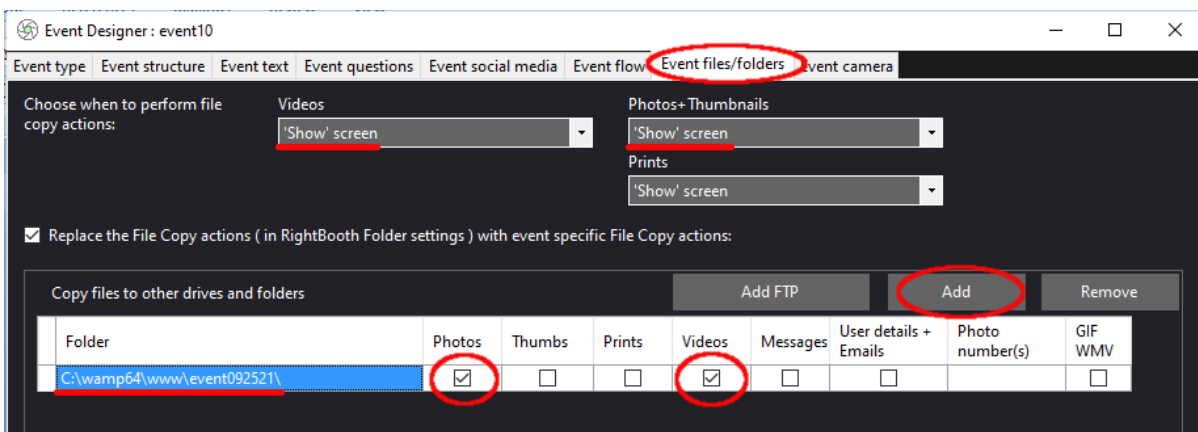 Event Designer : event10
Event type Event structure Event text Event questions Event social media Event flow Event files/folders Event camera
Choose when to perform file copy actions:
Videos
'Show' screen
Photos+Thumbnails
'Show' screen
Prints
'Show' screen
Replace the File Copy actions ( in RightBooth Folder settings ) with event specific File Copy actions:
Copy files to other drives and folders
Add FTP Add Remove
Folder Photos Thumbs Prints Videos Messages User details + Emails Photo number(s) GIF WMV
C:\wamp64\www\event092521\